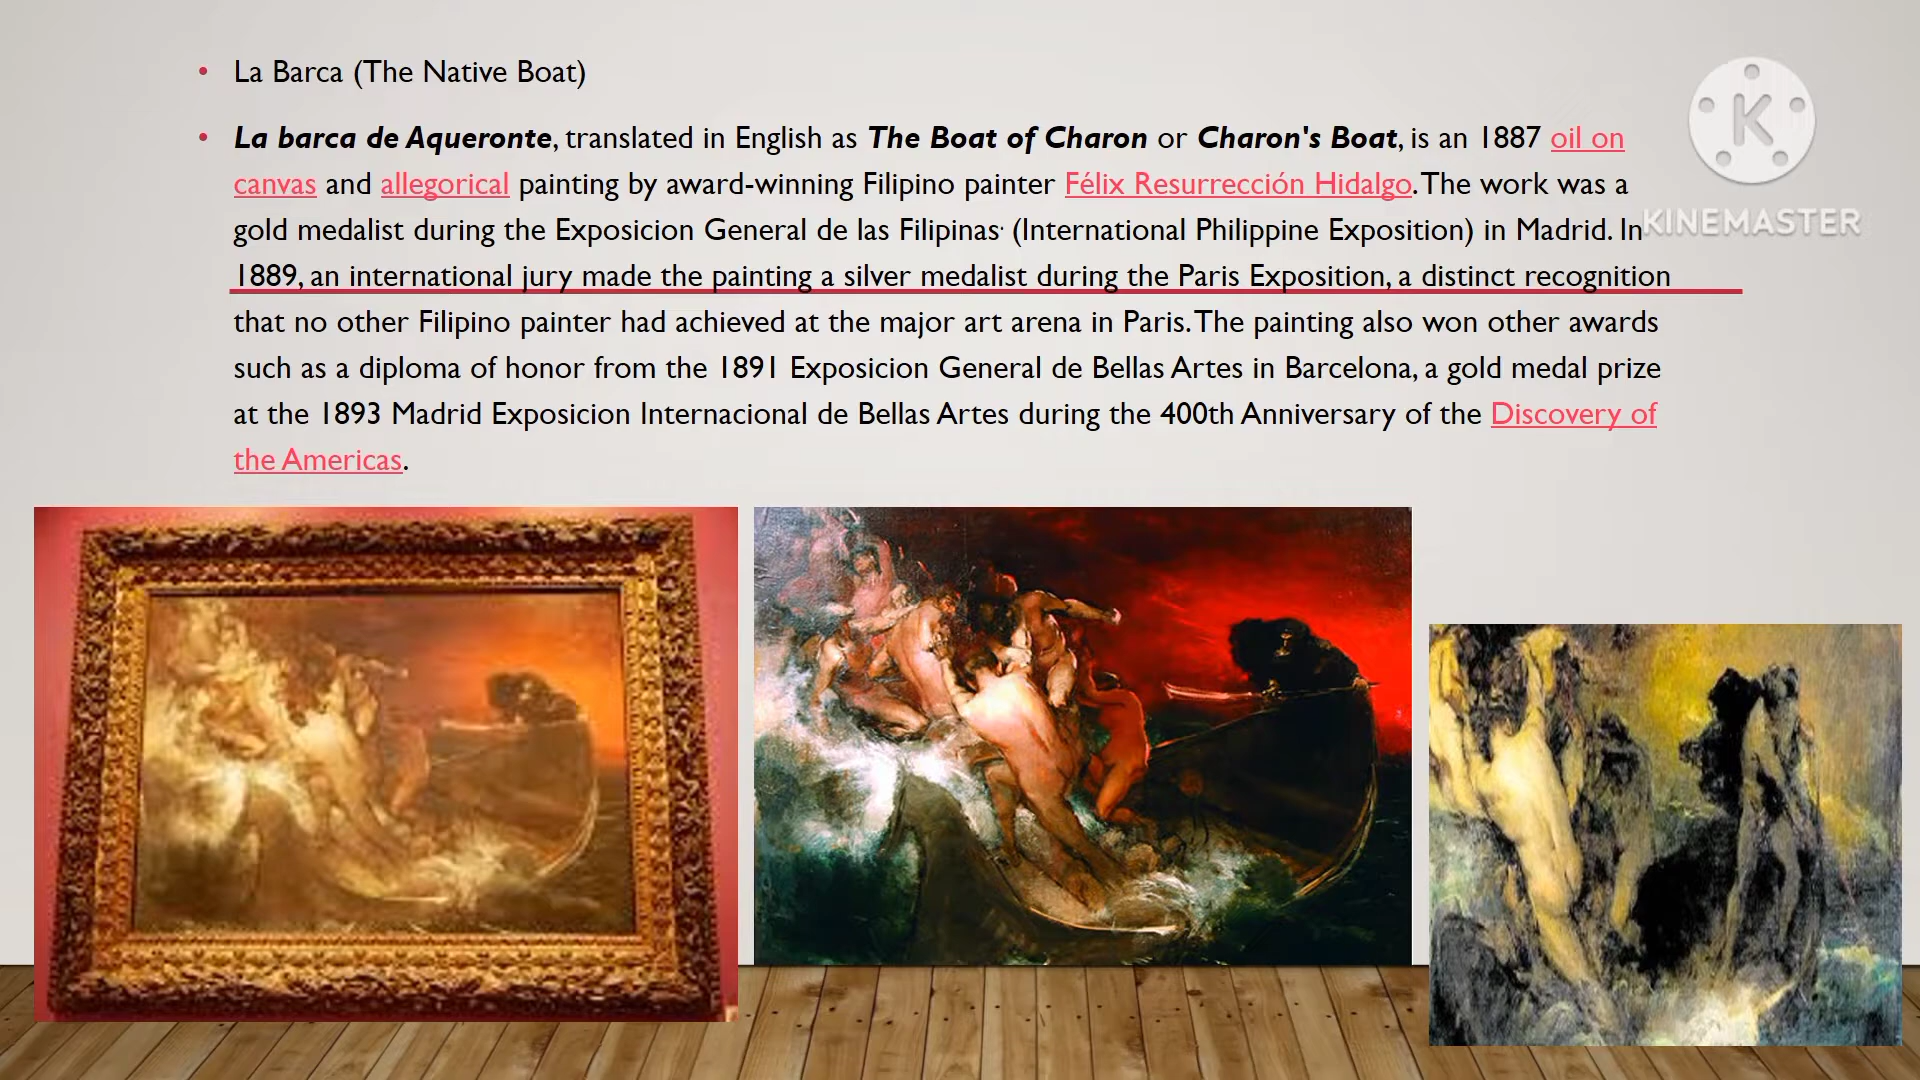 La Barca (The Native Boat)
La barca de Aqueronte, translated in English as The Boat of Charon or Charon's Boat, is an 1887 oil on
canvas and allegorical painting by award-winning Filipino painter Félix Resurrección Hidalgo. The work was a
gold medalist during the Exposicion General de las Filipinas, (International Philippine Exposition) in Madrid. In
1889, an international jury made the painting a silver medalist during the Paris Exposition, a distinct recognition
that no other Filipino painter had achieved at the major art arena in Paris. The painting also won other awards
such as a diploma of honor from the 1891 Exposicion General de Bellas Artes in Barcelona, a gold medal prize
at the 1893 Madrid Exposicion Internacional de Bellas Artes during the 400th Anniversary of the Discovery of
the Americas.
K
KINEMASTER